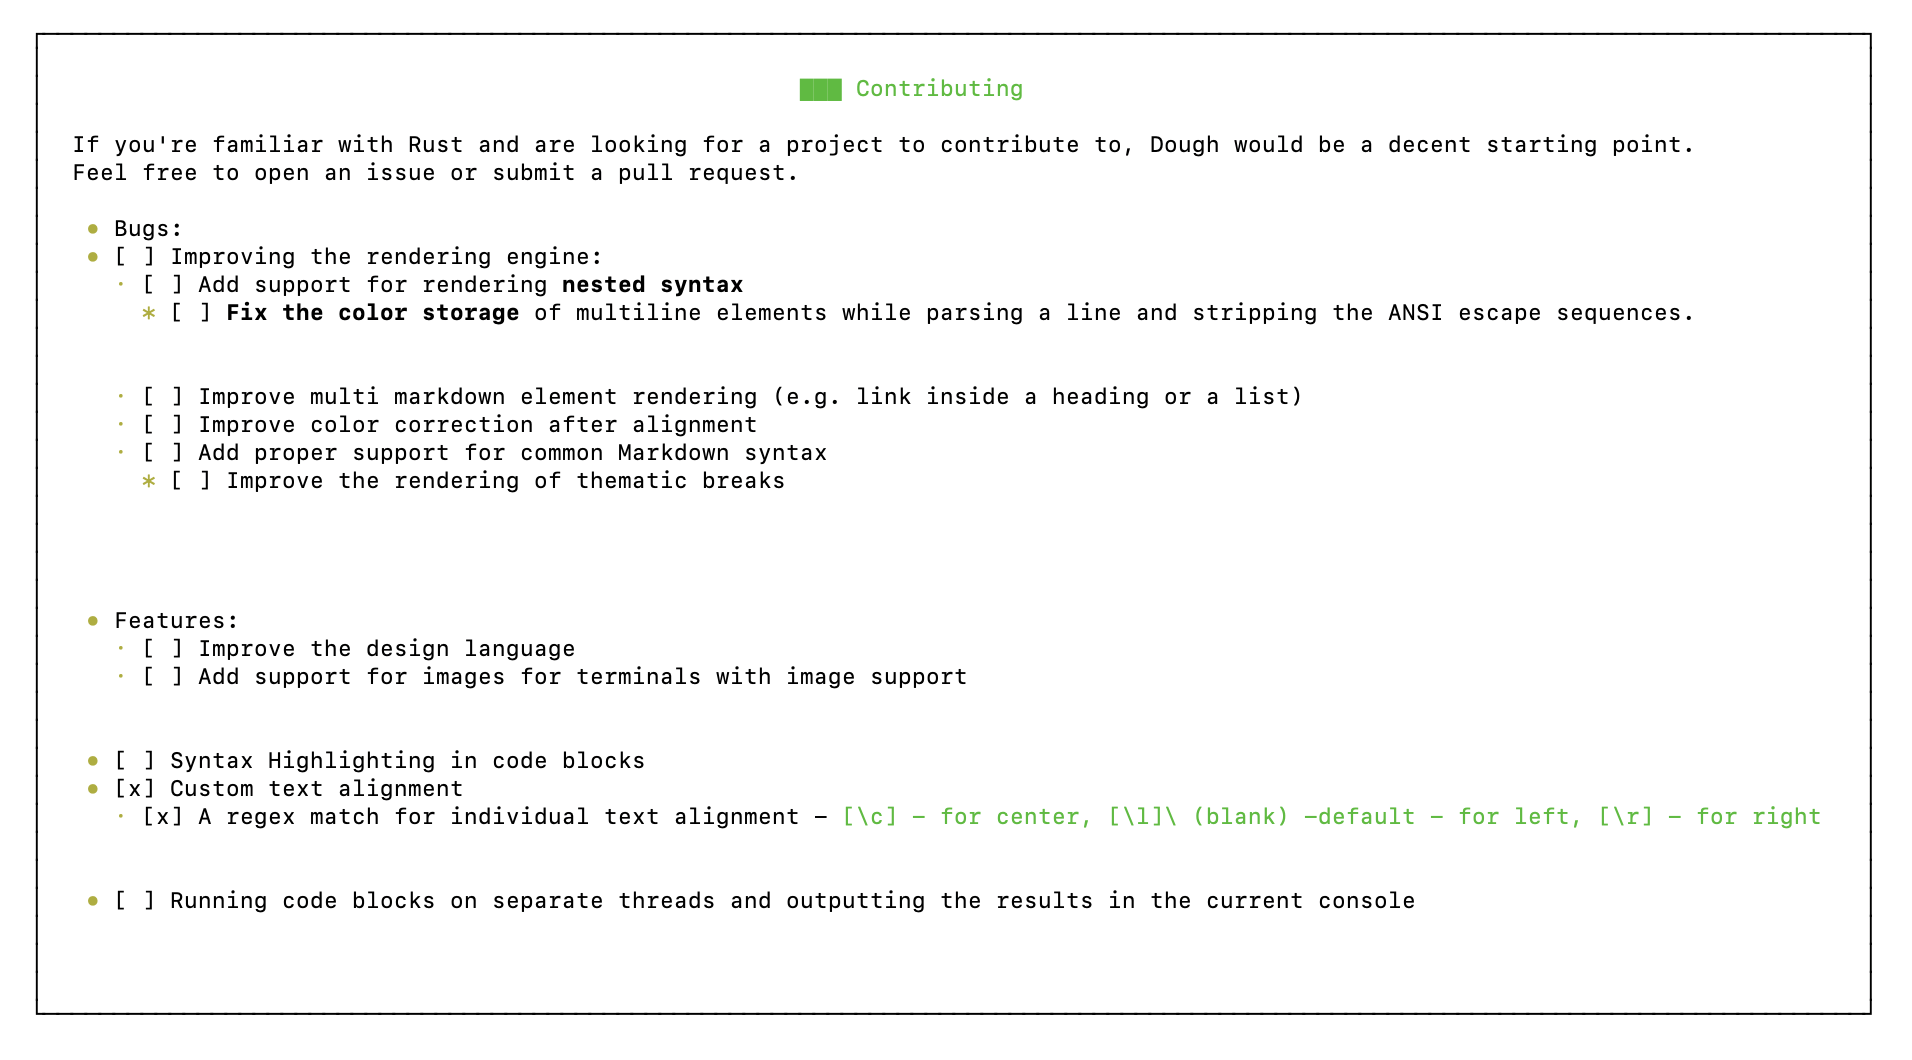 ███ Contributing
If you're familiar with Rust and are looking for a project to contribute to, Dough would be a decent starting point.
Feel free to open an issue or submit a pull request.
● Bugs:
● [ ] Improving the rendering engine:
· [ ] Add support for rendering nested syntax
* [ ] Fix the color storage of multiline elements while parsing a line and stripping the ANSI escape sequences.
· [ ] Improve multi markdown element rendering (e.g. link inside a heading or a list)
· [ ] Improve color correction after alignment
· [ ] Add proper support for common Markdown syntax
* [ ] Improve the rendering of thematic breaks
● Features:
· [ ] Improve the design language
· [ ] Add support for images for terminals with image support
● [ ] Syntax Highlighting in code blocks
● [x] Custom text alignment
· [x] A regex match for individual text alignment – [\c] – for center, [\l]\ (blank) –default – for left, [\r] – for right
● [ ] Running code blocks on separate threads and outputting the results in the current console